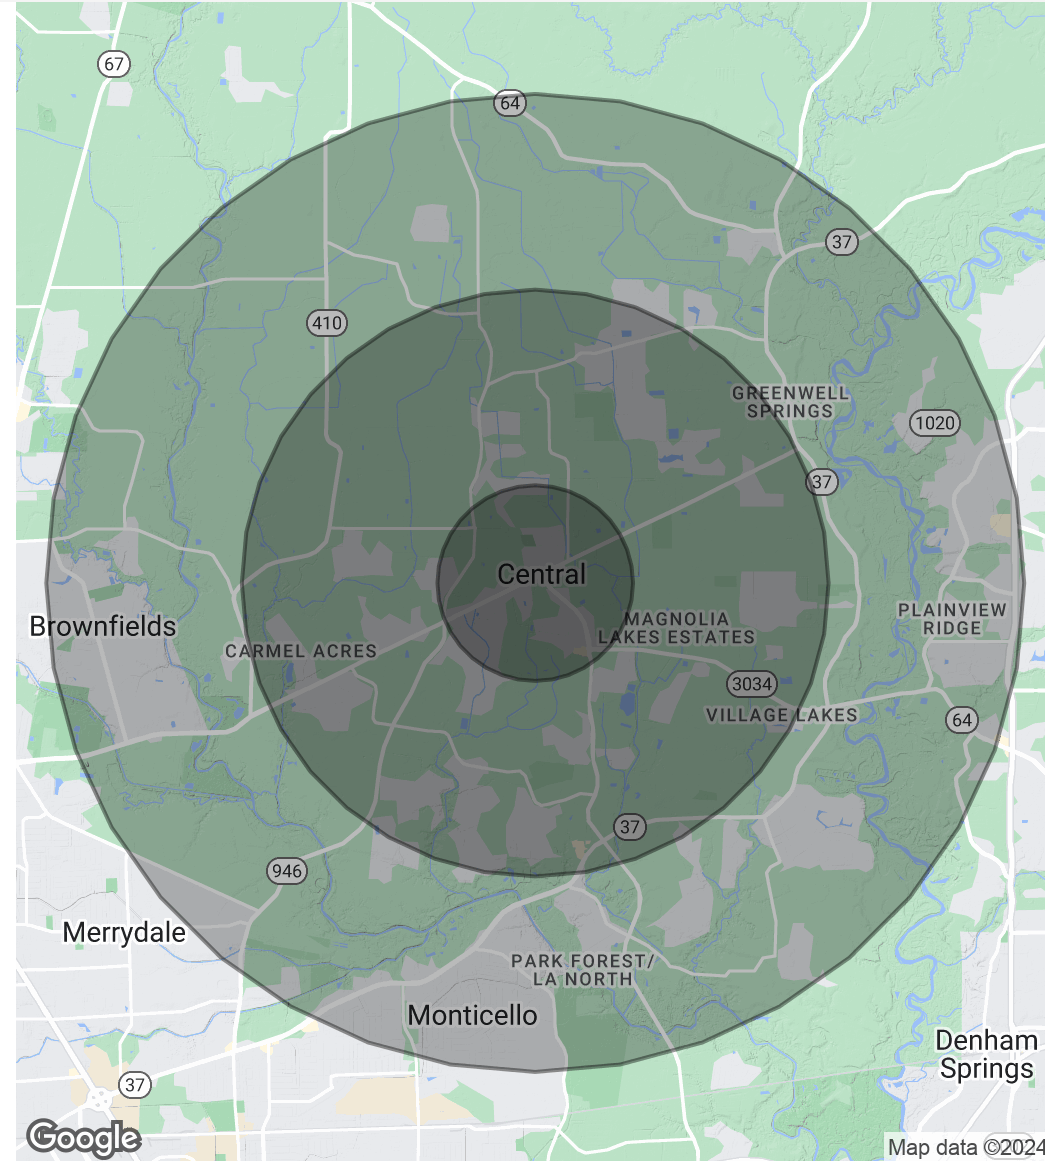 67
64
37
410
GREENWELL
SPRINGS
1020
37
Central
Brownfields
MAGNOLIA
LAKES ESTATES
PLAINVIEW
RIDGE
CARMEL ACRES
3034
VILLAGE LAKES
64
37
946
Merrydale
PARK FOREST/
LA NORTH
Monticello
Denham
Springs
37
Google
Map data ©2024